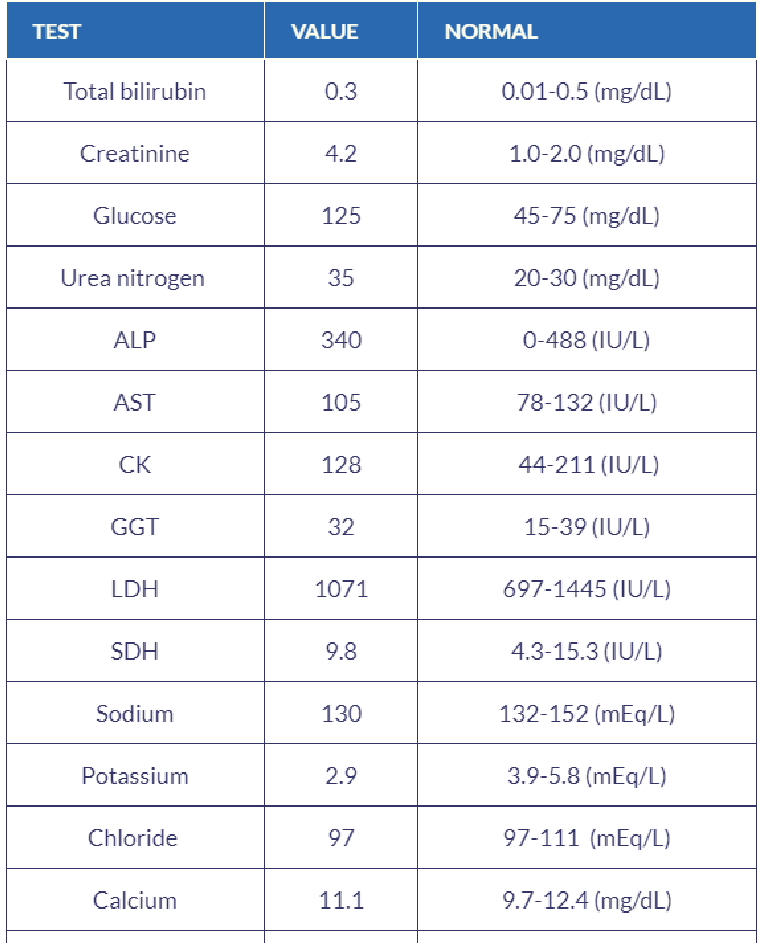 TEST VALUE NORMAL
Total bilirubin 0.3 0.01-0.5 (mg/dL)
Creatinine 4.2 1.0-2.0 (mg/dL)
Glucose 125 45-75 (mg/dL)
Urea nitrogen 35 20-30 (mg/dL)
ALP 340 0-488 (IU/L)
AST 105 78-132 (IU/L)
CK 128 44-211 (IU/L)
GGT 32 15-39 (IU/L)
LDH 1071 697-1445 (IU/L)
SDH 9.8 4.3-15.3 (IU/L)
Sodium 130 132-152 (mEq/L)
Potassium 2.9 3.9-5.8 (mEq/L)
Chloride 97 97-111 (mEq/L)
Calcium 11.1 9.7-12.4 (mg/dL)